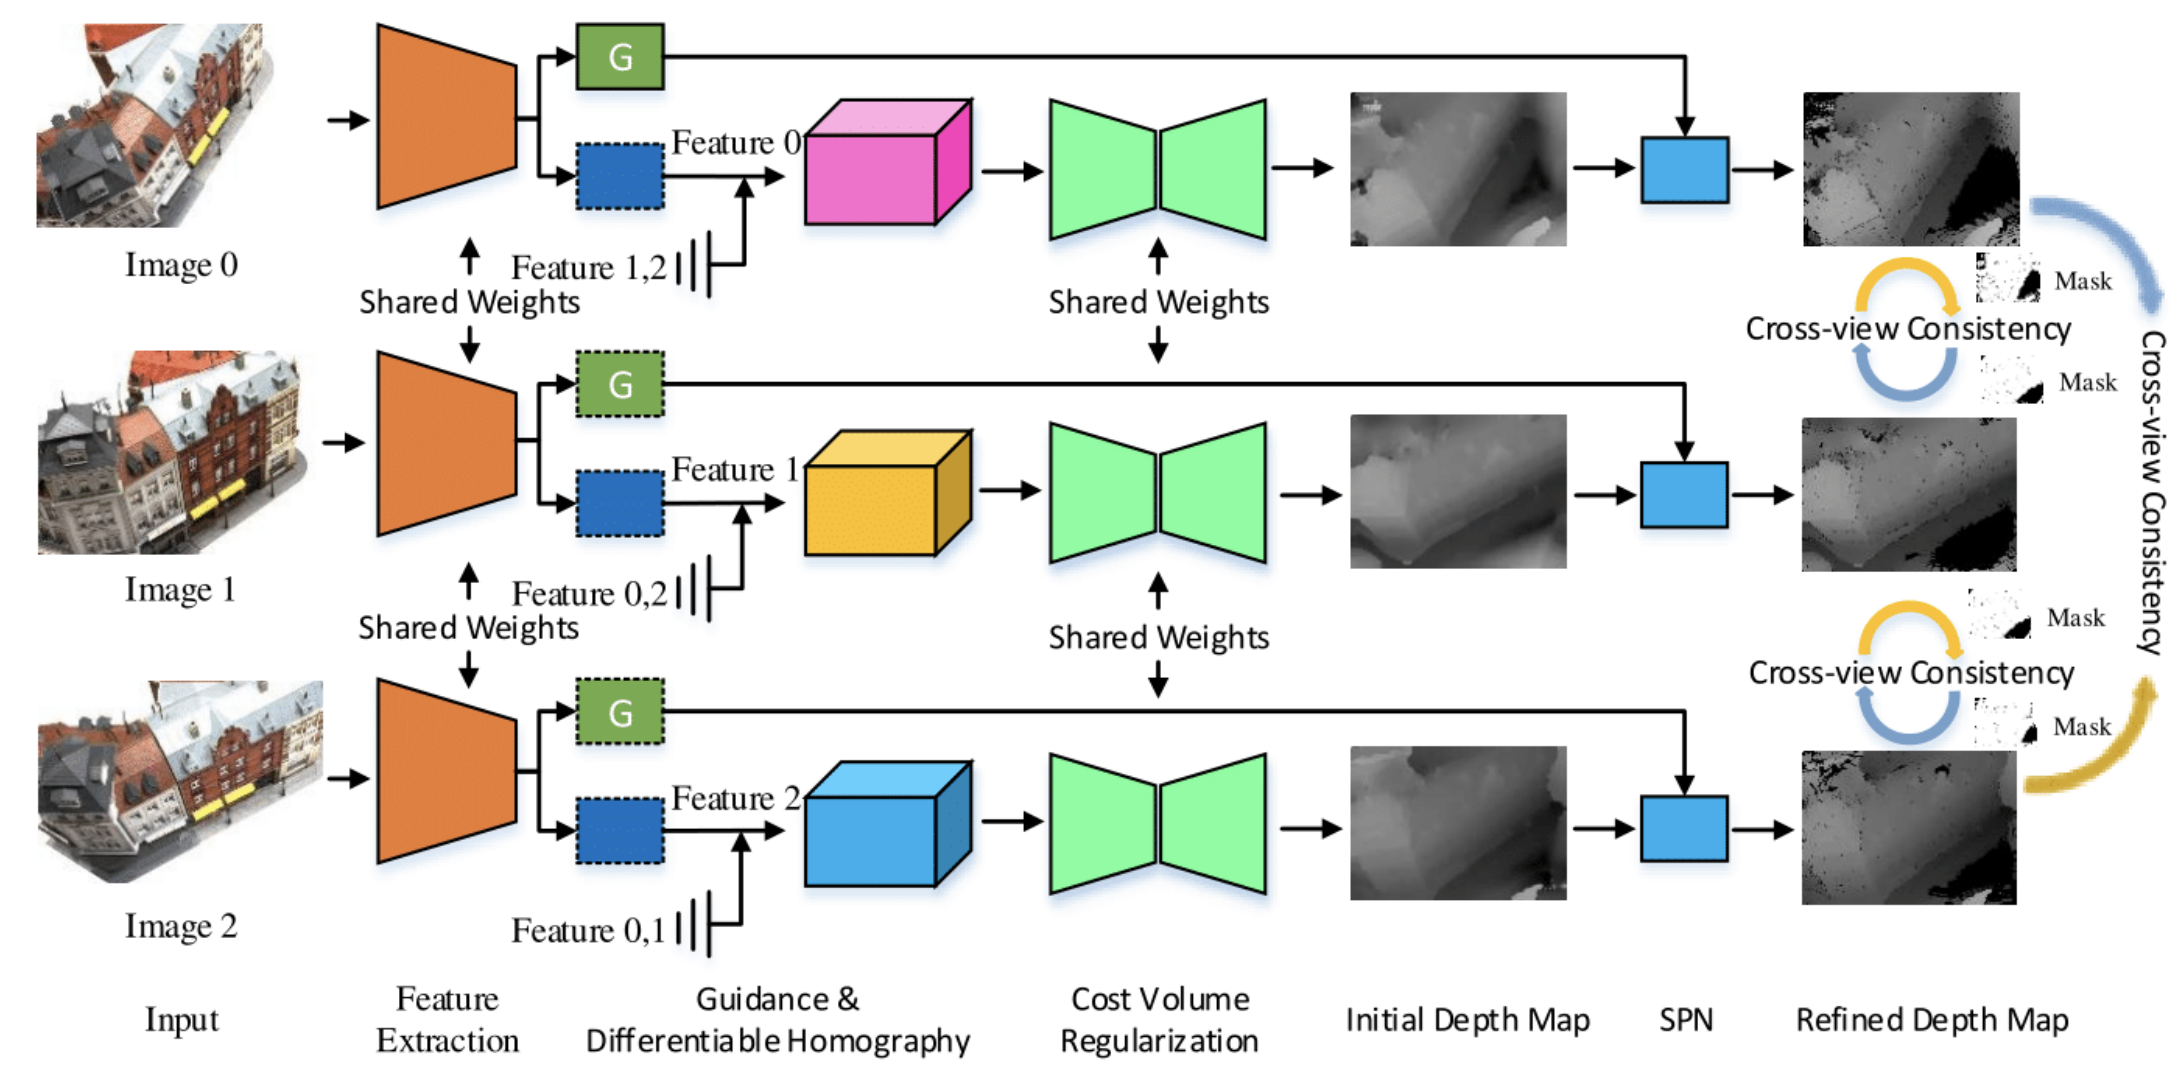 G
Feature 0
Image 0
Feature 1,2
Shared Weights
Shared Weights
Mask
Cross-view Consistency
Mask
G
Feature 1
Image 1
Feature 0,2
Shared Weights
Shared Weights
Mask
Cross-view Consistency
Mask
Cross-view Consistency
G
Feature 2
Image 2
Feature 0,1
Input
Feature
Extraction
Guidance &
Differentiable Homography
Cost Volume
Regularization
Initial Depth Map
SPN
Refined Depth Map